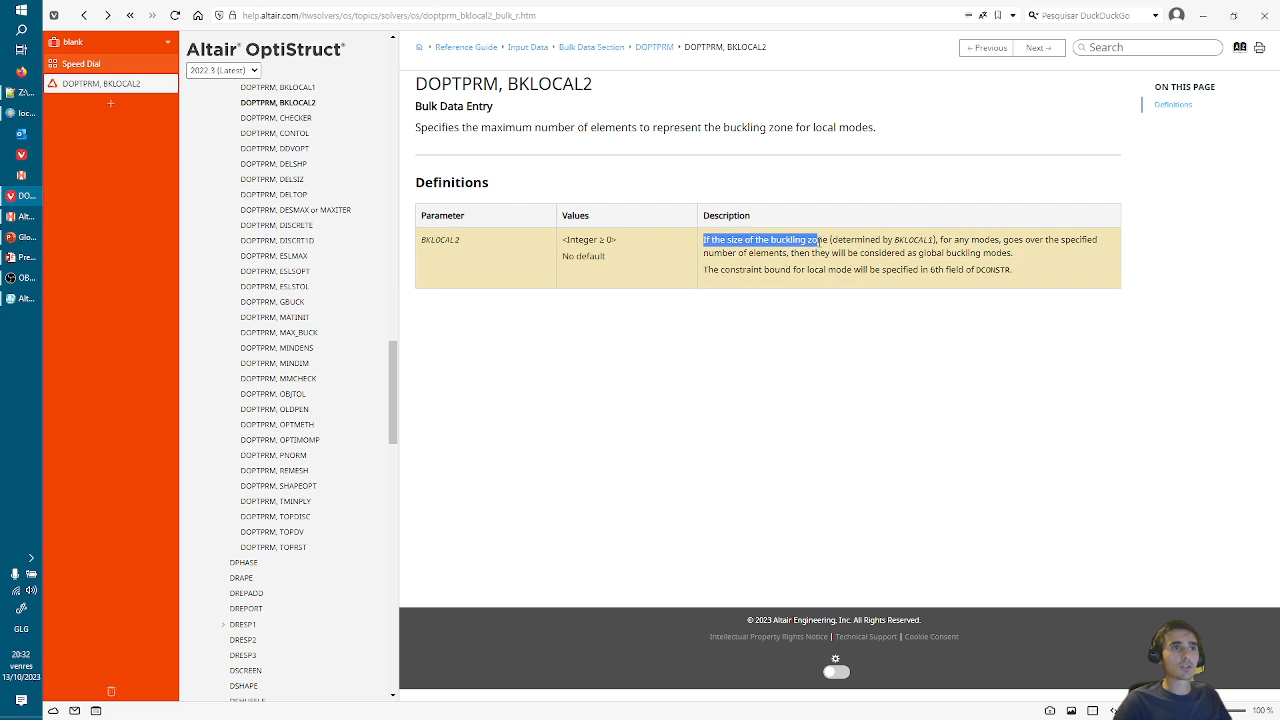 help.altair.com/hwsolvers/os/topics/solvers/os/doptprm_bklocal2_bulk_r.htm
Pesquisar DuckDuckGo
blank
Speed Dial
DOPTPRM, BKLOCAL2
Altair® OptiStruct®
2022.3 (Latest)
DOPTPRM, BKLOCAL1
DOPTPRM, BKLOCAL2
DOPTPRM, CHECKER
DOPTPRM, CONTOL
DOPTPRM, DDVOPT
DOPTPRM, DELSHP
DOPTPRM, DELSIZ
DOPTPRM, DELTOP
DOPTPRM, DESMAX or MAXITER
DOPTPRM, DISCRETE
DOPTPRM, DISCRT1D
DOPTPRM, ESLMAX
DOPTPRM, ESLSOPT
DOPTPRM, ESLSTOL
DOPTPRM, GBUCK
DOPTPRM, MATINIT
DOPTPRM, MAX_BUCK
DOPTPRM, MINDENS
DOPTPRM, MINDIM
DOPTPRM, MMCHECK
DOPTPRM, OBJTOL
DOPTPRM, OLDPEN
DOPTPRM, OPTMETH
DOPTPRM, OPTIMOMP
DOPTPRM, PNORM
DOPTPRM, REMESH
DOPTPRM, SHAPEOPT
DOPTPRM, TMINPLY
DOPTPRM, TOPDISC
DOPTPRM, TOPDV
DOPTPRM, TOPRST
DPHASE
DRAPE
DREPADD
DREPORT
DRESP1
DRESP2
DRESP3
DSCREEN
DSHAPE
DSHUFFLE
Reference Guide
Input Data
Bulk Data Section
DOPTPRM
DOPTPRM, BKLOCAL2
← Previous
Next →
Search
DOPTPRM, BKLOCAL2
Bulk Data Entry
Specifies the maximum number of elements to represent the buckling zone for local modes.
ON THIS PAGE
Definitions
Definitions
Parameter
Values
Description
BKLOCAL2
<Integer ≥ 0>
No default
If the size of the buckling zone (determined by BKLOCAL1), for any modes, goes over the specified
number of elements, then they will be considered as global buckling modes.
The constraint bound for local mode will be specified in 6th field of DCONSTR.
© 2023 Altair Engineering, Inc. All Rights Reserved.
Intellectual Property Rights Notice | Technical Support | Cookie Consent
DO...
Alt...
Glo...
OB...
Alt...
20:32
13/10/2023
100 %